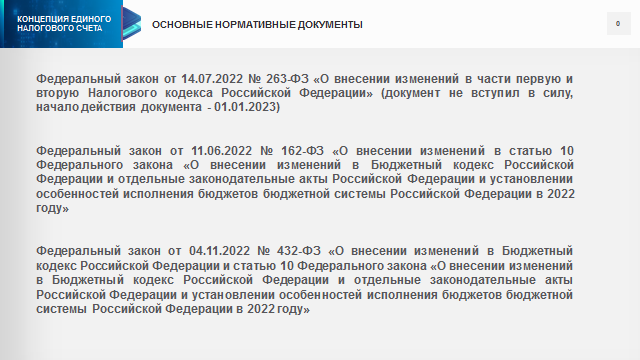 КОНЦЕПЦИЯ ЕДИНОГО
НАЛОГОВОГО СЧЕТА
ОСНОВНЫЕ НОРМАТИВНЫЕ ДОКУМЕНТЫ
0
Федеральный закон от 14.07.2022 № 263-ФЗ «О внесении изменений в части первую и
вторую Налогового кодекса Российской Федерации» (документ не вступил в силу,
начало действия документа - 01.01.2023)
Федеральный закон от 11.06.2022 № 162-ФЗ «О внесении изменений в статью 10
Федерального закона «О внесении изменений в Бюджетный кодекс Российской
Федерации и отдельные законодательные акты Российской Федерации и установлении
особенностей исполнения бюджетов бюджетной системы Российской Федерации в 2022
году»
Федеральный закон от 04.11.2022 № 432-ФЗ «О внесении изменений в Бюджетный
кодекс Российской Федерации и статью 10 Федерального закона «О внесении изменений
в Бюджетный кодекс Российской Федерации и отдельные законодательные акты
Российской Федерации и установлении особенностей исполнения бюджетов бюджетной
системы Российской Федерации в 2022 году»